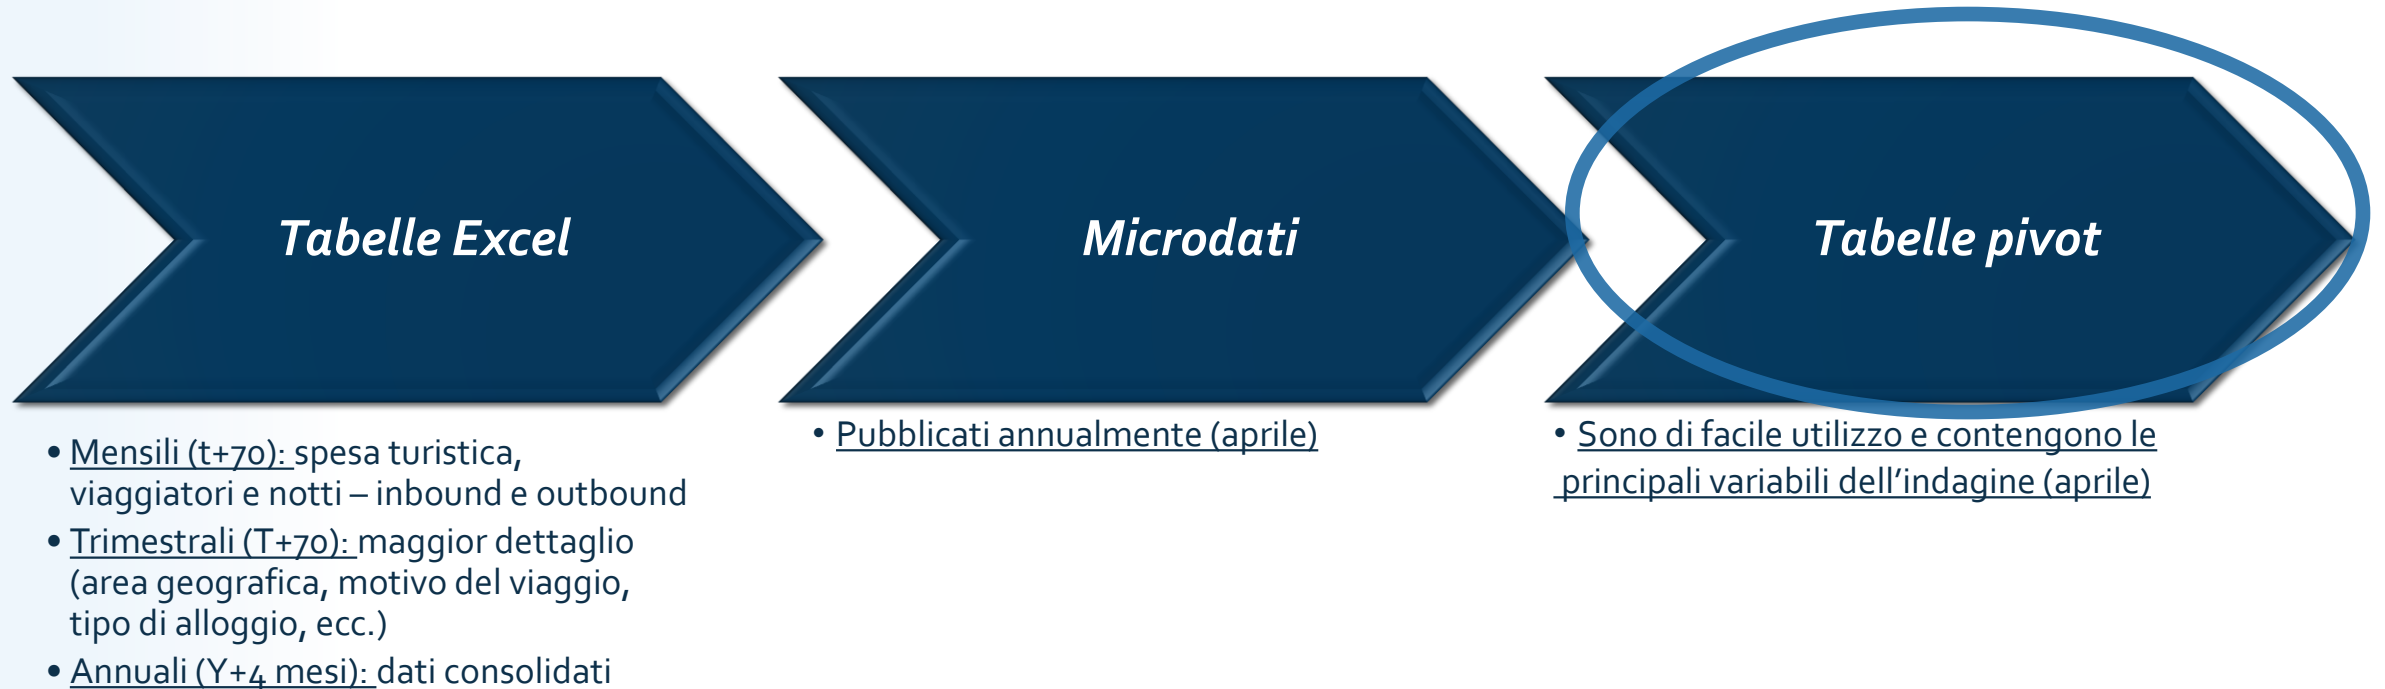 Tabelle Excel
Microdati
Tabelle pivot
• Mensili (t+70): spesa turistica,
viaggiatori e notti – inbound e outbound
• Trimestrali (T+70): maggior dettaglio
(area geografica, motivo del viaggio,
tipo di alloggio, ecc.)
• Annuali (Y+4 mesi): dati consolidati
• Pubblicati annualmente (aprile)
• Sono di facile utilizzo e contengono le
principali variabili dell’indagine (aprile)